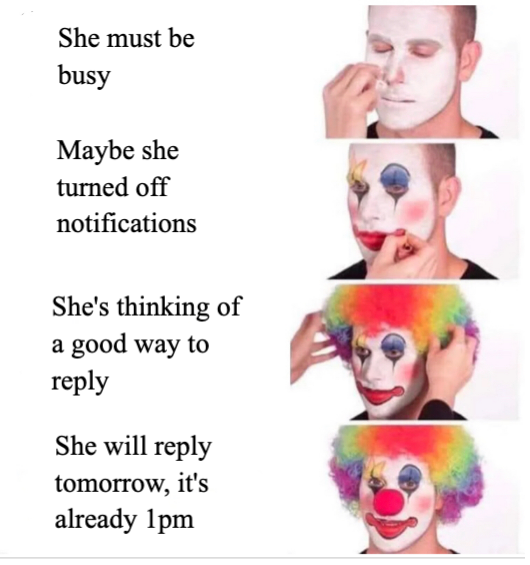 She must be
busy
Maybe she
turned off
notifications
She's thinking of
a good way to
reply
She will reply
tomorrow, it's
already 1pm